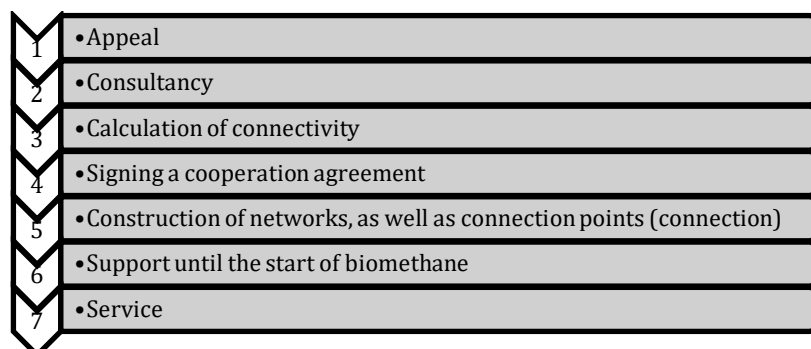 1 •Appeal
2 •Consultancy
3 •Calculation of connectivity
4 •Signing a cooperation agreement
5 •Construction of networks, as well as connection points (connection)
6 •Support until the start of biomethane
7 •Service